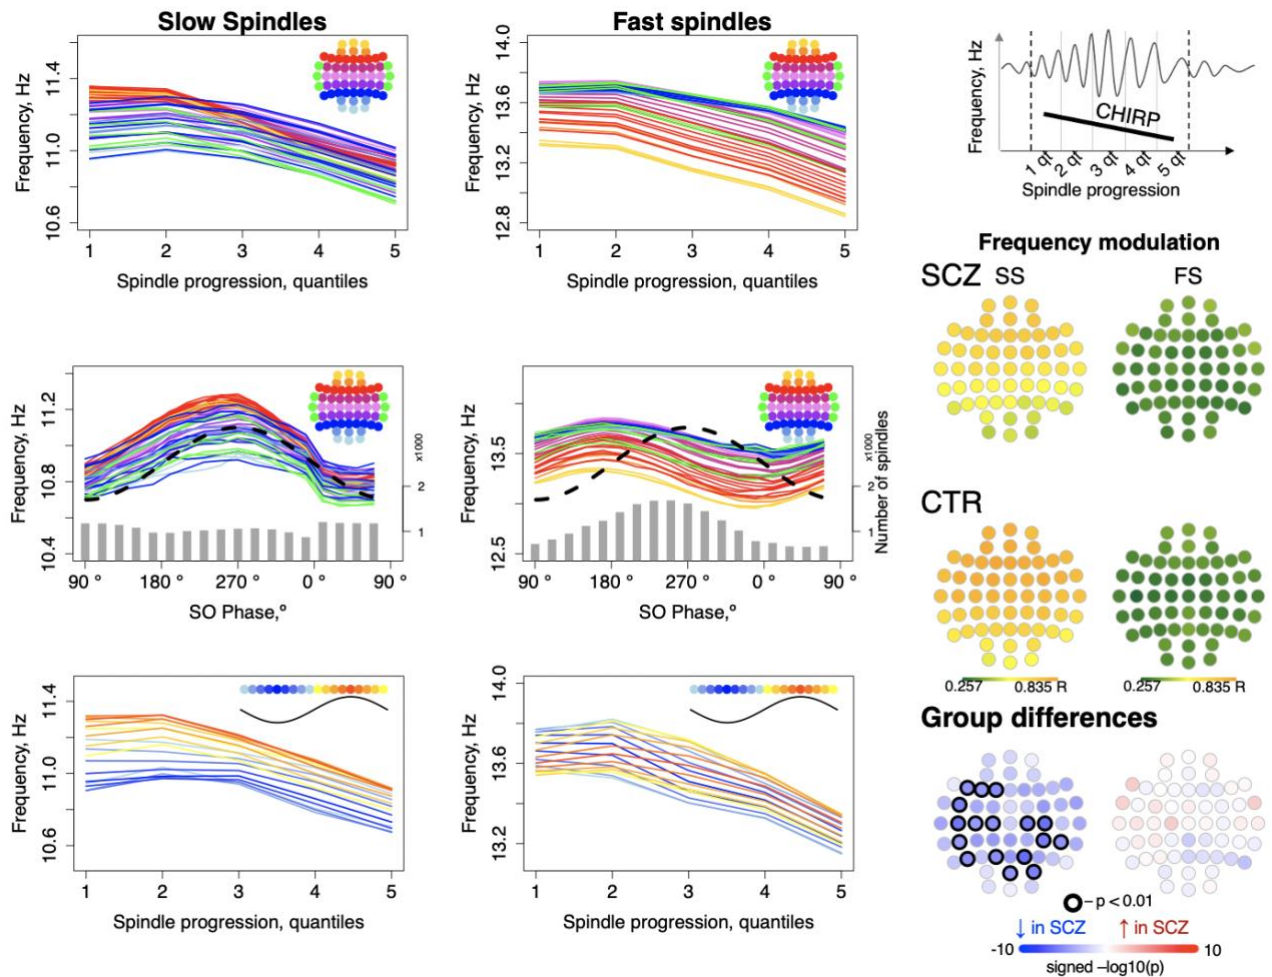 Slow Spindles
Frequency, Hz
11.4
11.0
10.6
1 2 3 4 5
Spindle progression, quantiles
Fast spindles
Frequency, Hz
14.0
13.6
13.2
12.8
1 2 3 4 5
Spindle progression, quantiles
Frequency, Hz
CHIRP
1 qt 2 qt 3 qt 4 qt 5 qt
Spindle progression
Frequency, Hz
11.2
10.8
10.4
x1000
2
1
90 ° 180 ° 270 ° 0 ° 90 °
SO Phase,°
Frequency, Hz
13.5
12.5
x1000
2
1
Number of spindles
90 ° 180 ° 270 ° 0 ° 90 °
SO Phase,°
Frequency modulation
SCZ SS FS
CTR
0.257 0.835 R
0.257 0.835 R
Frequency, Hz
11.4
11.0
10.6
1 2 3 4 5
Spindle progression, quantiles
Frequency, Hz
14.0
13.6
13.2
1 2 3 4 5
Spindle progression, quantiles
Group differences
– p < 0.01
↓ in SCZ ↑ in SCZ
-10 10
signed –log10(p)